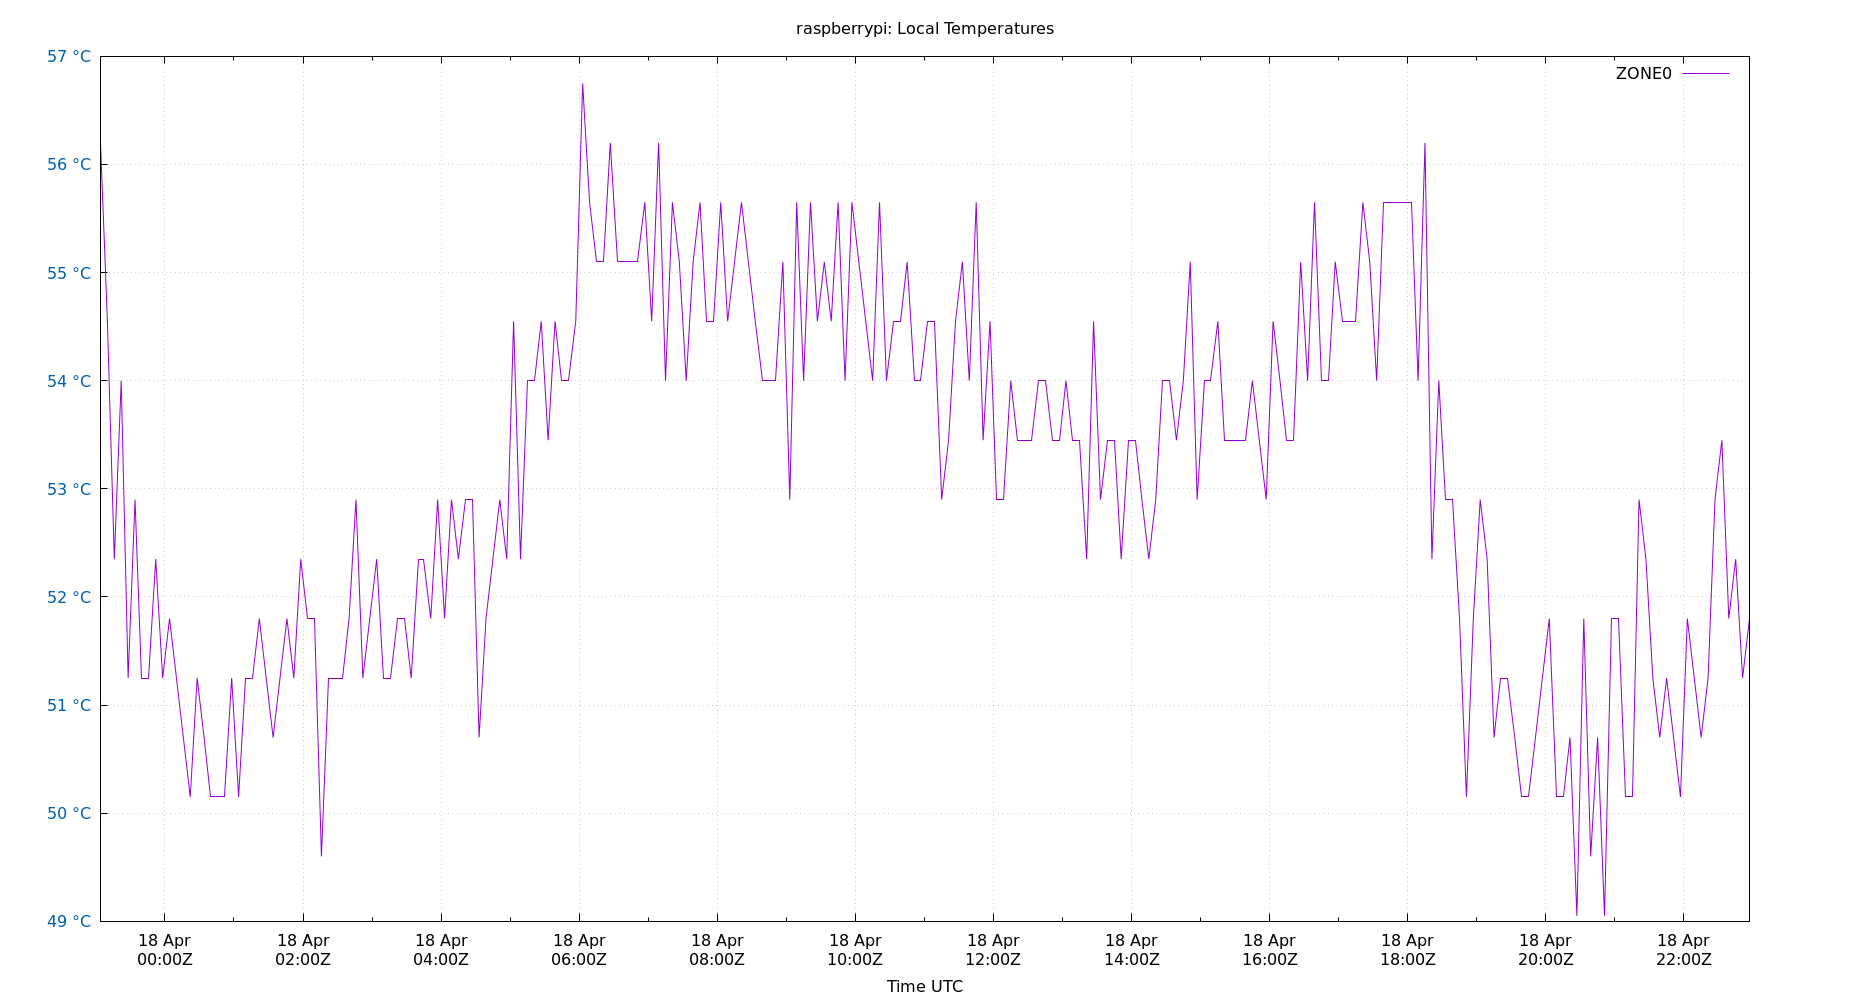 raspberrypi: Local Temperatures
ZONE0
57 °C
56 °C
55 °C
54 °C
53 °C
52 °C
51 °C
50 °C
49 °C
18 Apr 18 Apr 18 Apr 18 Apr 18 Apr 18 Apr 18 Apr 18 Apr 18 Apr 18 Apr 18 Apr 18 Apr
00:00Z 02:00Z 04:00Z 06:00Z 08:00Z 10:00Z 12:00Z 14:00Z 16:00Z 18:00Z 20:00Z 22:00Z
Time UTC